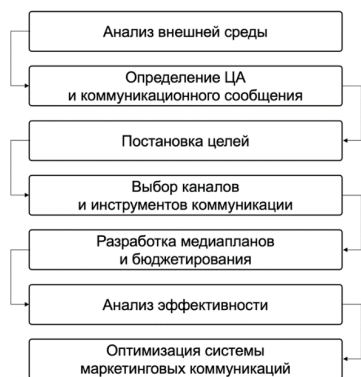 Анализ внешней среды
Определение ЦА
и коммуникационного сообщения
Постановка целей
Выбор каналов
и инструментов коммуникации
Разработка медиапланов
и бюджетирования
Анализ эффективности
Оптимизация системы
маркетинговых коммуникаций